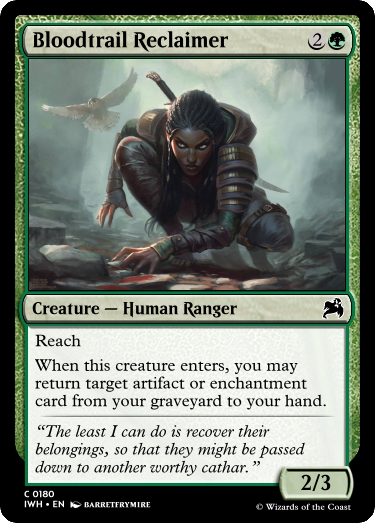 Bloodtrail Reclaimer 2
Creature — Human Ranger
Reach
When this creature enters, you may
return target artifact or enchantment
card from your graveyard to your hand.
“The least I can do is recover their
belongings, so that they might be passed
down to another worthy cathar.”
2/3
C 0180
IWH • EN BARRETFRYMIRE
© Wizards of the Coast